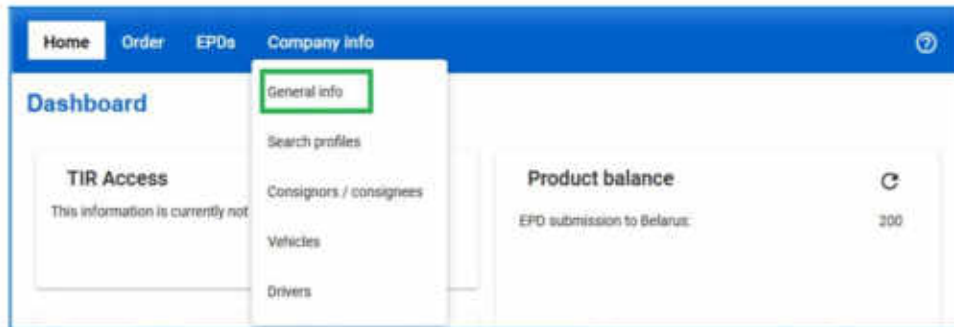 Home Order EPDs Company info
General info
Dashboard
Search profiles
TIR Access
Product balance
Consignors / consignees
This information is currently not
EPD submission to Belarus: 200
Vehicles
Drivers